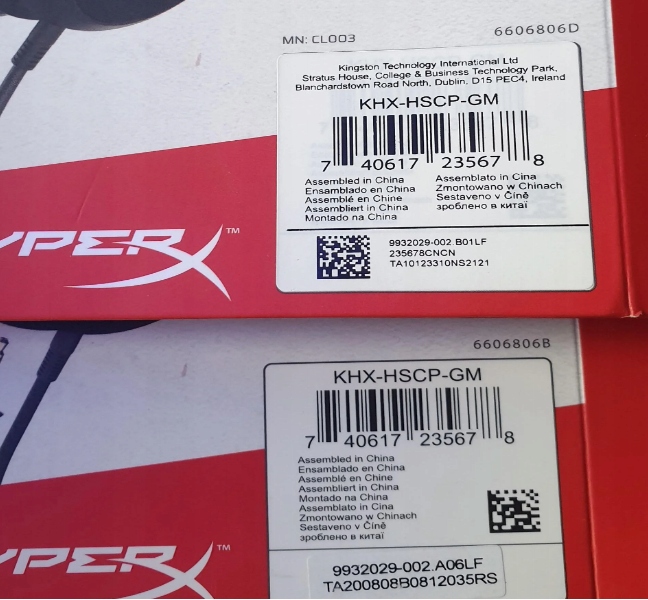 MN: CL003
6606806D
Kingston Technology International Ltd
Stratus House, College & Business Technology Park,
Blanchardstown Road North, Dublin, D15 PEC4, Ireland
KHX-HSCP-GM
7 40617 23567 8
Assembled in China
Ensamblado en China
Assemblé en Chine
Assembliert in China
Montado na China
Assemblato in Cina
Zmontowano w Chinach
Sestaveno v Číně
зроблено в китаї
9932029-002 B01LF
235678CNCN
TA10123310NS2121
YPERX™
6606806B
KHX-HSCP-GM
7 40617 23567 8
Assembled in China
Ensamblado en China
Assemblé en Chine
Assembliert in China
Montado na China
Assemblato in Cina
Zmontowano w Chinach
Sestaveno v Číně
зроблено в китаї
9932029-002.A06LF
TA200808B0812035RS
YPERX™